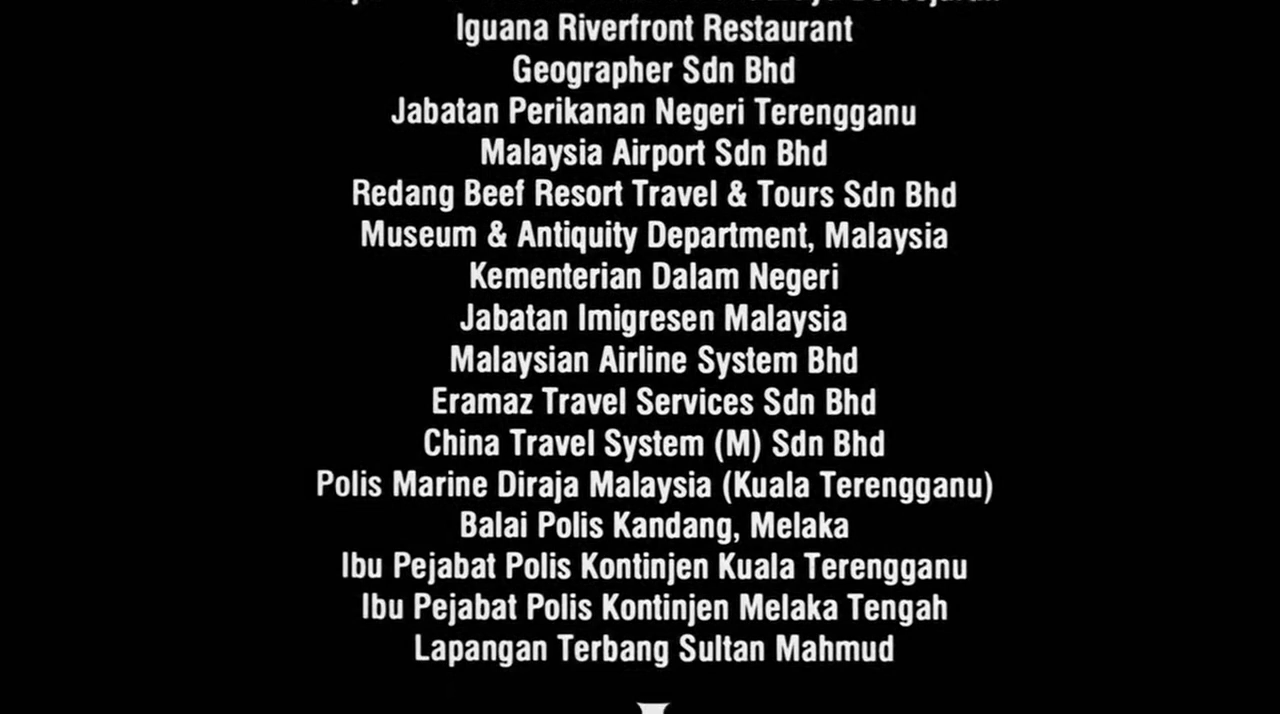 Iguana Riverfront Restaurant
Geographer Sdn Bhd
Jabatan Perikanan Negeri Terengganu
Malaysia Airport Sdn Bhd
Redang Beef Resort Travel & Tours Sdn Bhd
Museum & Antiquity Department, Malaysia
Kementerian Dalam Negeri
Jabatan Imigresen Malaysia
Malaysian Airline System Bhd
Eramaz Travel Services Sdn Bhd
China Travel System (M) Sdn Bhd
Polis Marine Diraja Malaysia (Kuala Terengganu)
Balai Polis Kandang, Melaka
Ibu Pejabat Polis Kontinjen Kuala Terengganu
Ibu Pejabat Polis Kontinjen Melaka Tengah
Lapangan Terbang Sultan Mahmud